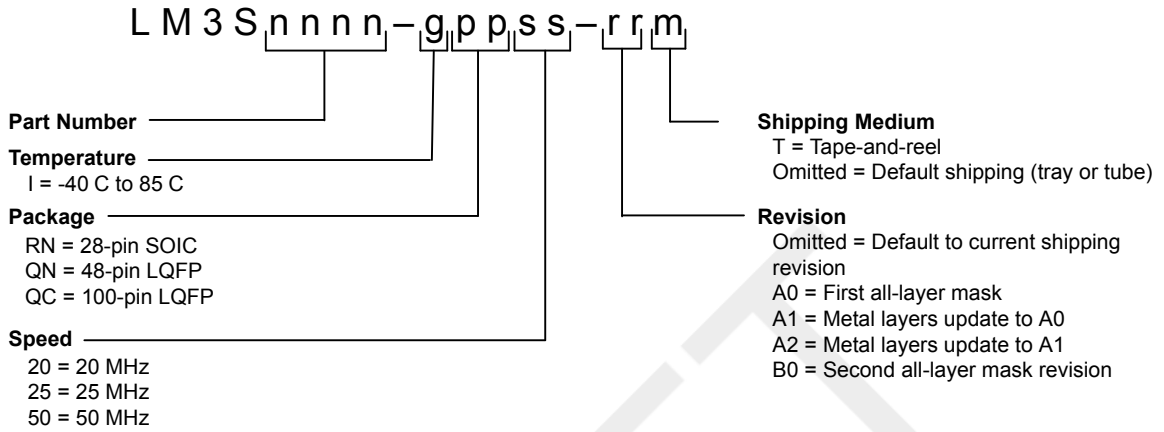 LM3Snnnn–gppss–rrm
Part Number
Temperature
I = -40 C to 85 C
Package
RN = 28-pin SOIC
QN = 48-pin LQFP
QC = 100-pin LQFP
Speed
20 = 20 MHz
25 = 25 MHz
50 = 50 MHz
Shipping Medium
T = Tape-and-reel
Omitted = Default shipping (tray or tube)
Revision
Omitted = Default to current shipping
revision
A0 = First all-layer mask
A1 = Metal layers update to A0
A2 = Metal layers update to A1
B0 = Second all-layer mask revision